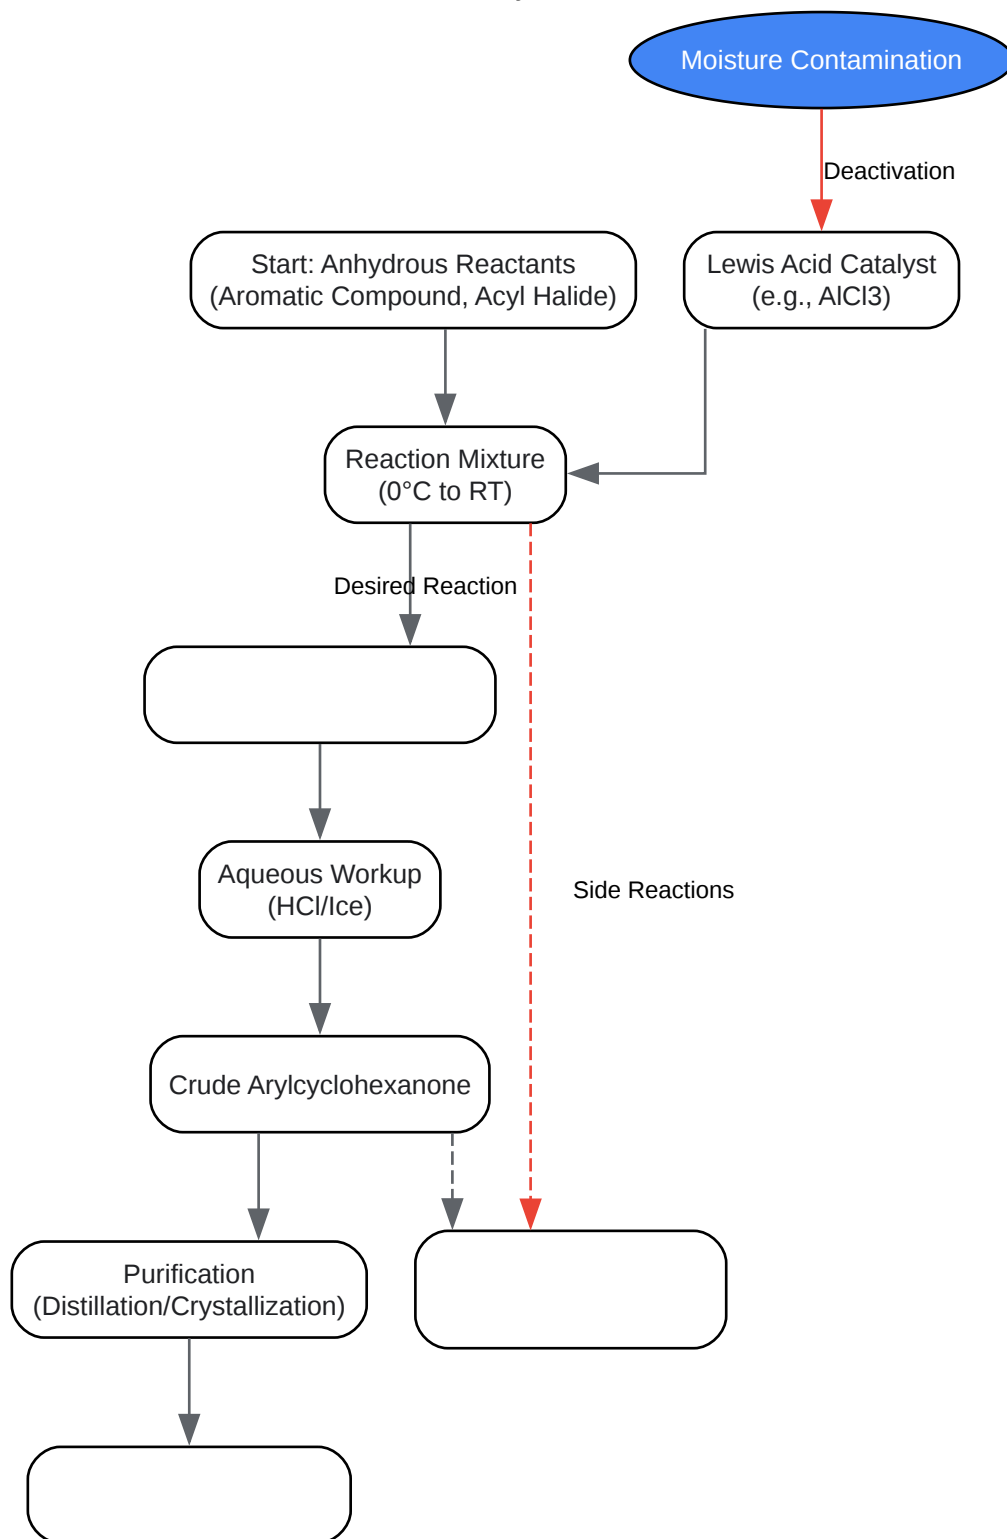 Moisture Contamination
Deactivation
Start: Anhydrous Reactants
(Aromatic Compound, Acyl Halide)
Lewis Acid Catalyst
(e.g., AlCl3)
Reaction Mixture
(0°C to RT)
Desired Reaction
Aqueous Workup
(HCl/Ice)
Side Reactions
Crude Arylcyclohexanone
Purification
(Distillation/Crystallization)